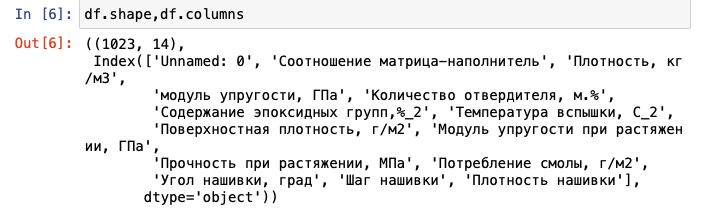 In [6]: df.shape,df.columns
Out[6]: ((1023, 14),
Index(['Unnamed: 0', 'Соотношение матрица-наполнитель', 'Плотность, кг
/м3',
'модуль упругости, ГПа', 'Количество отвердителя, м.%',
'Содержание эпоксидных групп,%_2', 'Температура вспышки, С_2',
'Поверхностная плотность, г/м2', 'Модуль упругости при растяжен
ии, ГПа',
'Прочность при растяжении, МПа', 'Потребление смолы, г/м2',
'Угол нашивки, град', 'Шаг нашивки', 'Плотность нашивки'],
dtype='object'))